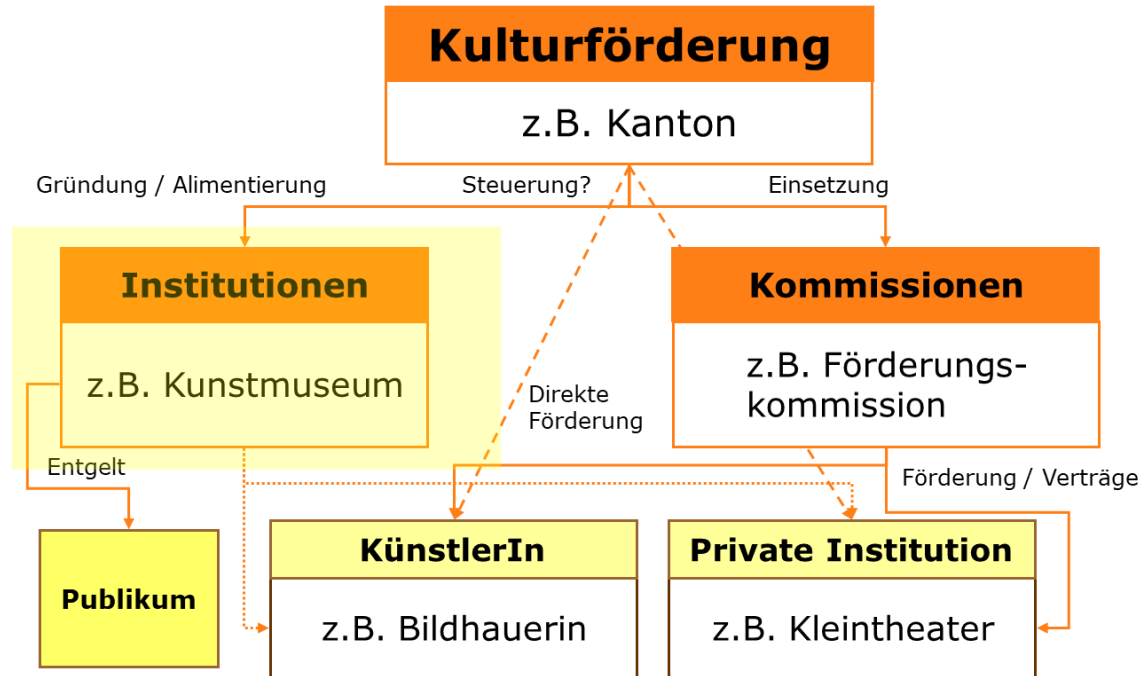 Kulturförderung
z.B. Kanton
Gründung / Alimentierung
Steuerung?
Einsetzung
Institutionen
z.B. Kunstmuseum
Kommissionen
z.B. Förderungs-
kommission
Direkte
Förderung
Entgelt
Förderung / Verträge
Publikum
KünstlerIn
z.B. Bildhauerin
Private Institution
z.B. Kleintheater